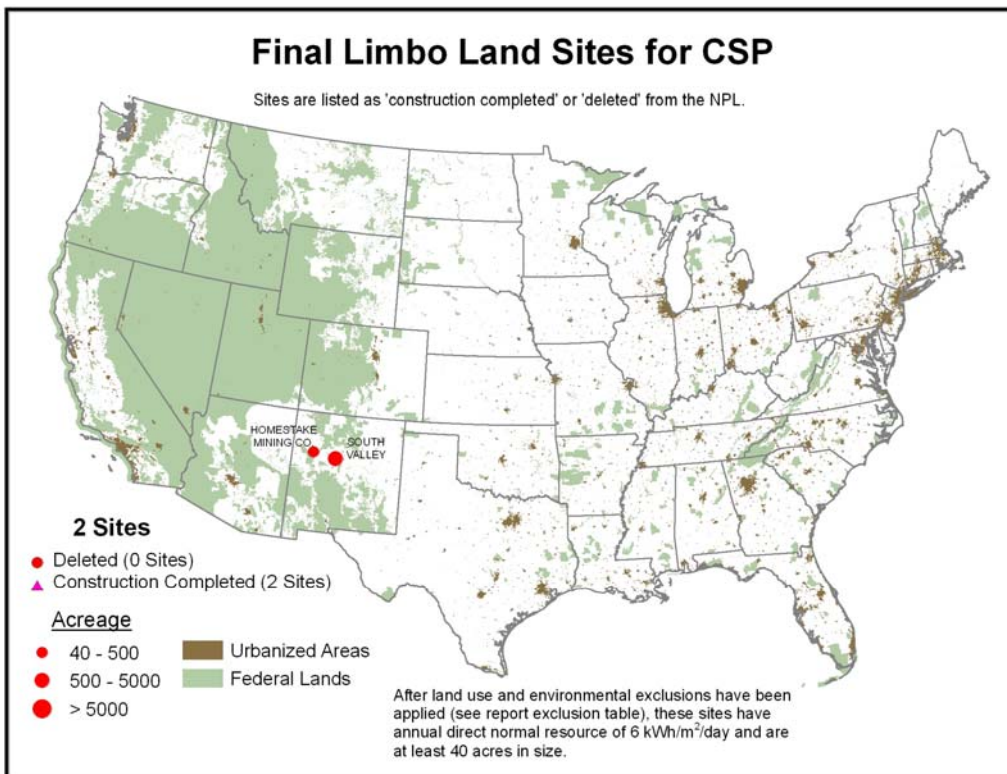 Final Limbo Land Sites for CSP
Sites are listed as 'construction completed' or 'deleted' from the NPL.
HOMESTAKE
MINING CO.
SOUTH
VALLEY
2 Sites
Deleted (0 Sites)
Construction Completed (2 Sites)
Acreage
40 - 500
500 - 5000
> 5000
Urbanized Areas
Federal Lands
After land use and environmental exclusions have been
applied (see report exclusion table), these sites have
annual direct normal resource of 6 kWh/m²/day and are
at least 40 acres in size.